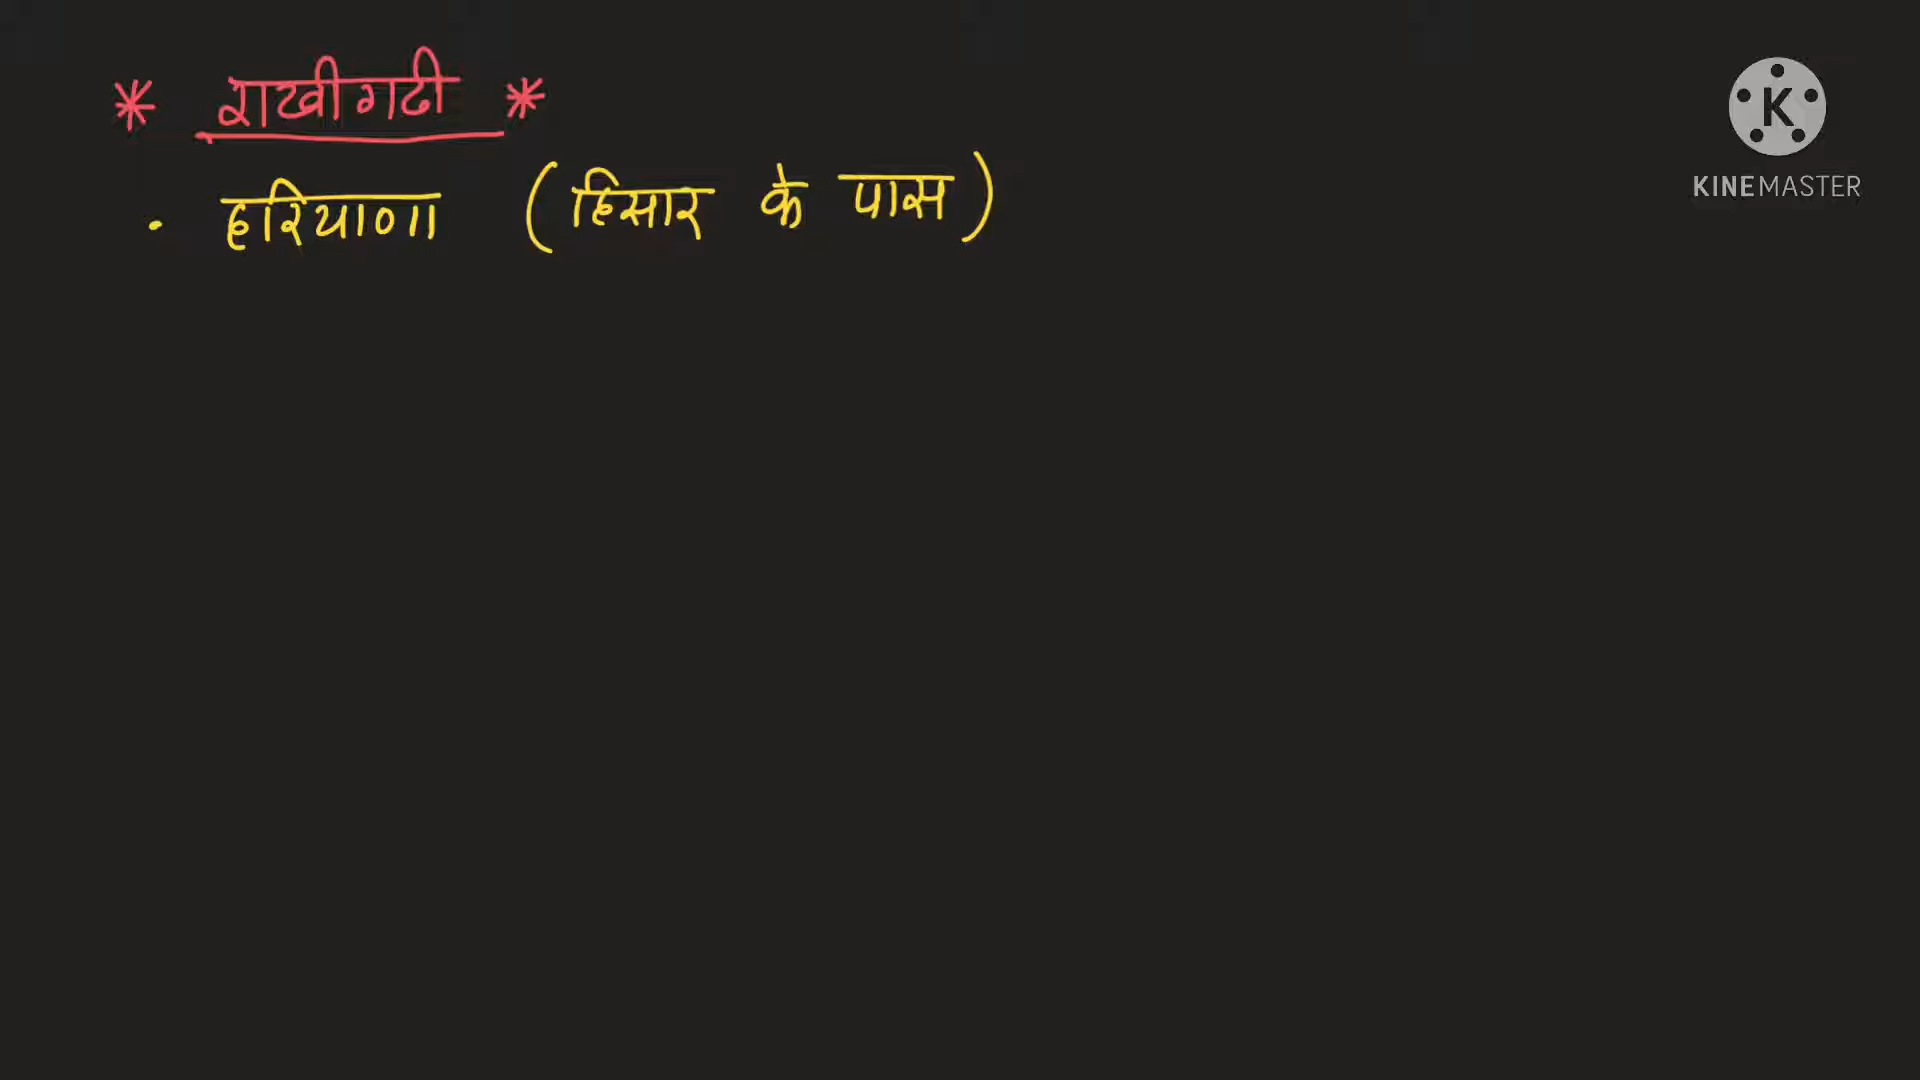 * राखीगढी *
. हरियाणा (हिसार के पास)
K
KINEMASTER